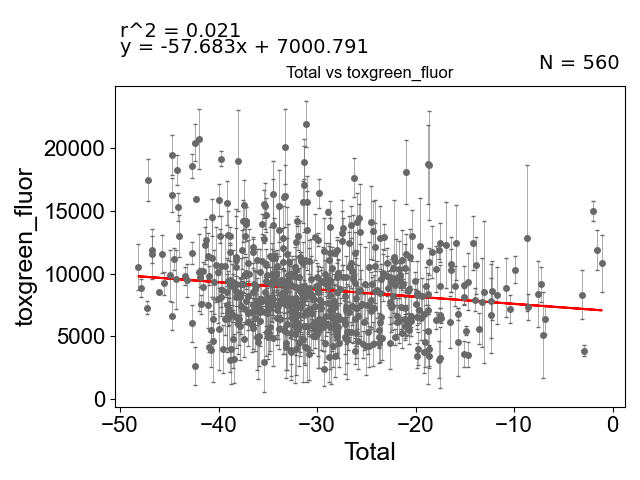 r^2 = 0.021
y = -57.683x + 7000.791
N = 560
Total vs toxgreen_fluor
20000
15000
10000
5000
0
toxgreen_fluor
−50 −40 −30 −20 −10 0
Total